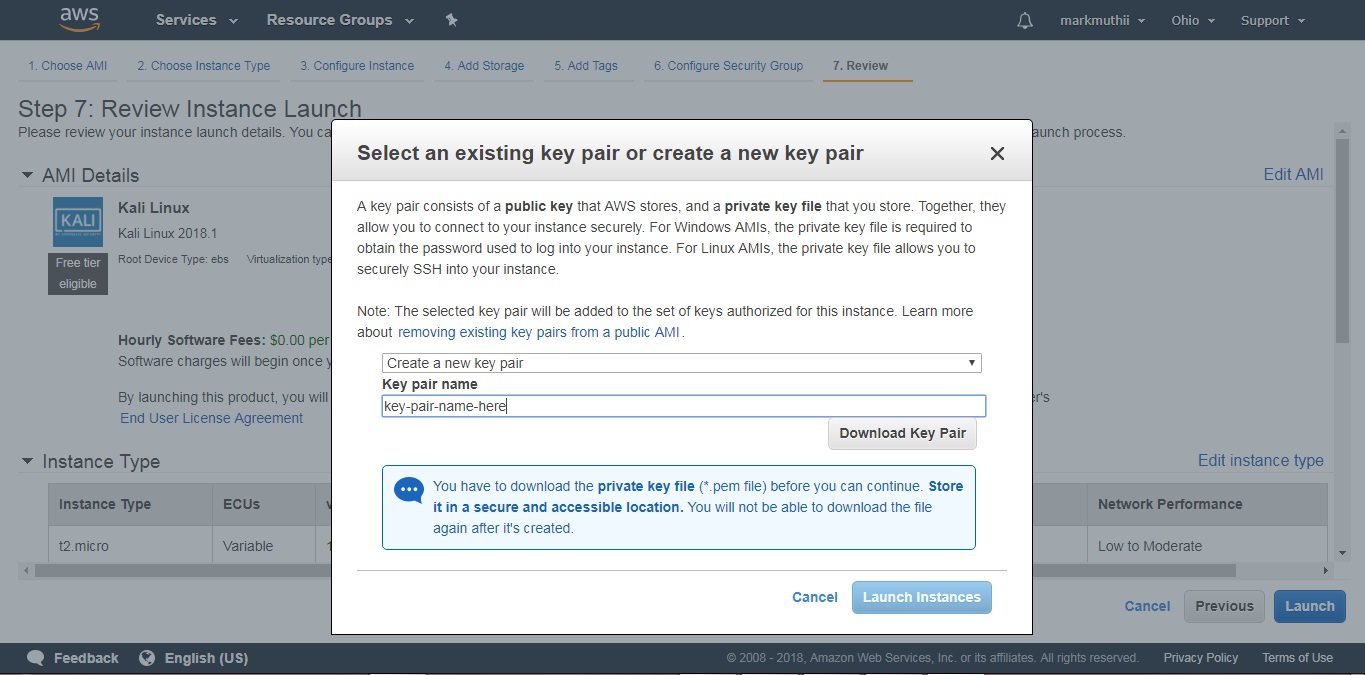 aws
Services
Resource Groups
markmuthii
Ohio
Support
1. Choose AMI
2. Choose Instance Type
3. Configure Instance
4. Add Storage
5. Add Tags
6. Configure Security Group
7. Review
Step 7: Review Instance Launch
Please review your instance launch details. You ca
aunch process.
AMI Details
Edit AMI
KALI
Kali Linux
Kali Linux 2018.1
Free tier
eligible
Root Device Type: ebs Virtualization type
Hourly Software Fees: $0.00 per
Software charges will begin once y
By launching this product, you will
r's
End User License Agreement
Instance Type
Edit instance type
Instance Type
ECUs
v
Network Performance
t2.micro
Variable
1
Low to Moderate
Select an existing key pair or create a new key pair
A key pair consists of a public key that AWS stores, and a private key file that you store. Together, they
allow you to connect to your instance securely. For Windows AMIs, the private key file is required to
obtain the password used to log into your instance. For Linux AMIs, the private key file allows you to
securely SSH into your instance.
Note: The selected key pair will be added to the set of keys authorized for this instance. Learn more
about removing existing key pairs from a public AMI.
Create a new key pair
Key pair name
key-pair-name-here
Download Key Pair
You have to download the private key file (*.pem file) before you can continue. Store
it in a secure and accessible location. You will not be able to download the file
again after it's created.
Cancel
Launch Instances
Cancel
Previous
Launch
Feedback
English (US)
© 2008 - 2018, Amazon Web Services, Inc. or its affiliates. All rights reserved.
Privacy Policy
Terms of Use